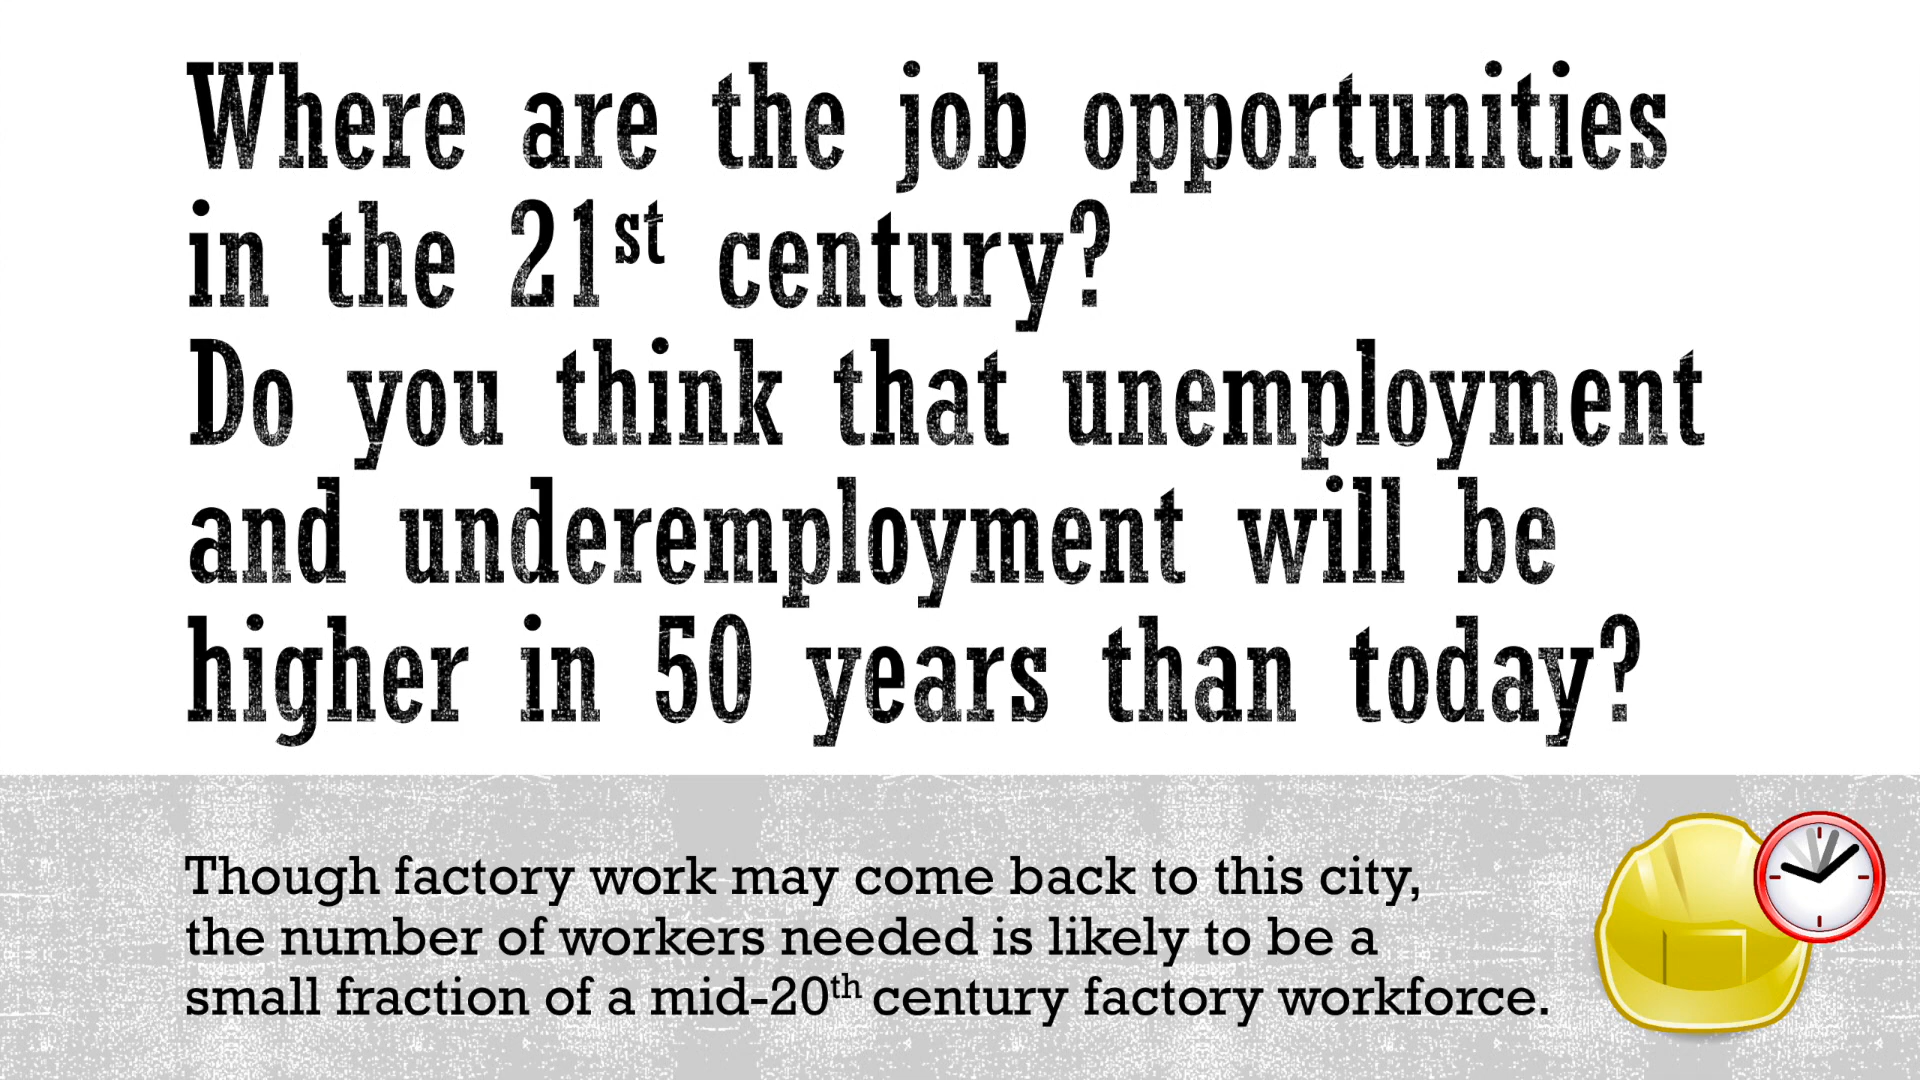 Where are the job opportunities
in the 21st century?
Do you think that unemployment
and underemployment will be
higher in 50 years than today?
Though factory work may come back to this city,
the number of workers needed is likely to be a
small fraction of a mid-20th century factory workforce.